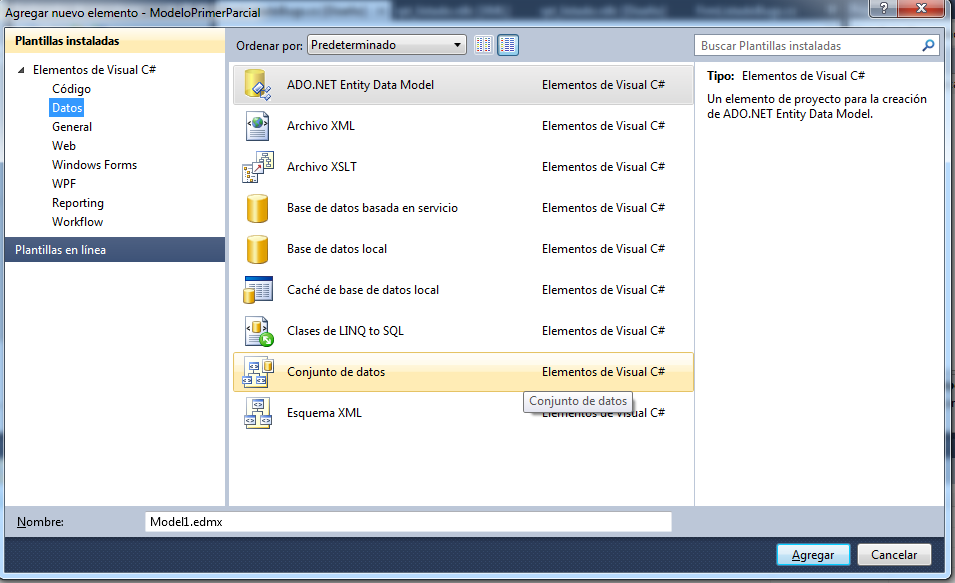 Agregar nuevo elemento - ModeloPrimerParcial
Plantillas instaladas
Elementos de Visual C#
Código
Datos
General
Web
Windows Forms
WPF
Reporting
Workflow
Plantillas en línea
Ordenar por: Predeterminado
ADO.NET Entity Data Model Elementos de Visual C#
Archivo XML Elementos de Visual C#
Archivo XSLT Elementos de Visual C#
Base de datos basada en servicio Elementos de Visual C#
Base de datos local Elementos de Visual C#
Caché de base de datos local Elementos de Visual C#
Clases de LINQ to SQL Elementos de Visual C#
Conjunto de datos Elementos de Visual C#
Conjunto de datos
Esquema XML Elementos de Visual C#
Buscar Plantillas instaladas
Tipo: Elementos de Visual C#
Un elemento de proyecto para la creación
de ADO.NET Entity Data Model.
Nombre: Model1.edmx
Agregar Cancelar